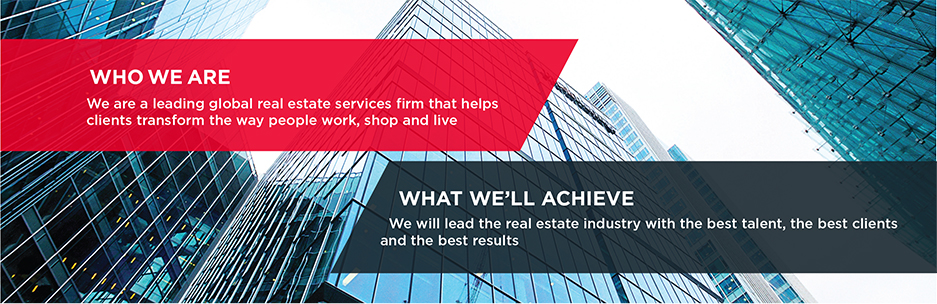 WHO WE ARE
We are a leading global real estate services firm that helps
clients transform the way people work, shop and live
WHAT WE’LL ACHIEVE
We will lead the real estate industry with the best talent, the best clients
and the best results